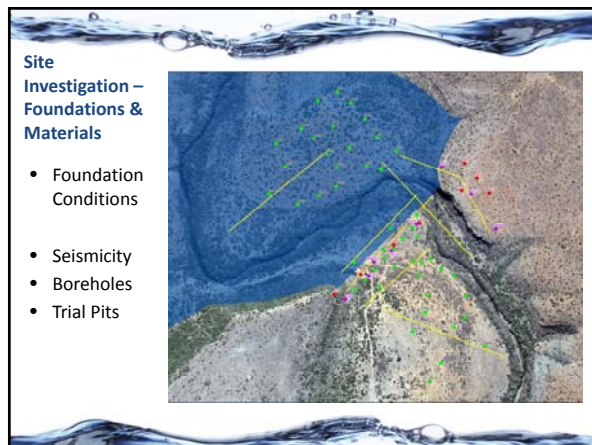 Site
Investigation –
Foundations &
Materials
• Foundation
Conditions
• Seismicity
• Boreholes
• Trial Pits